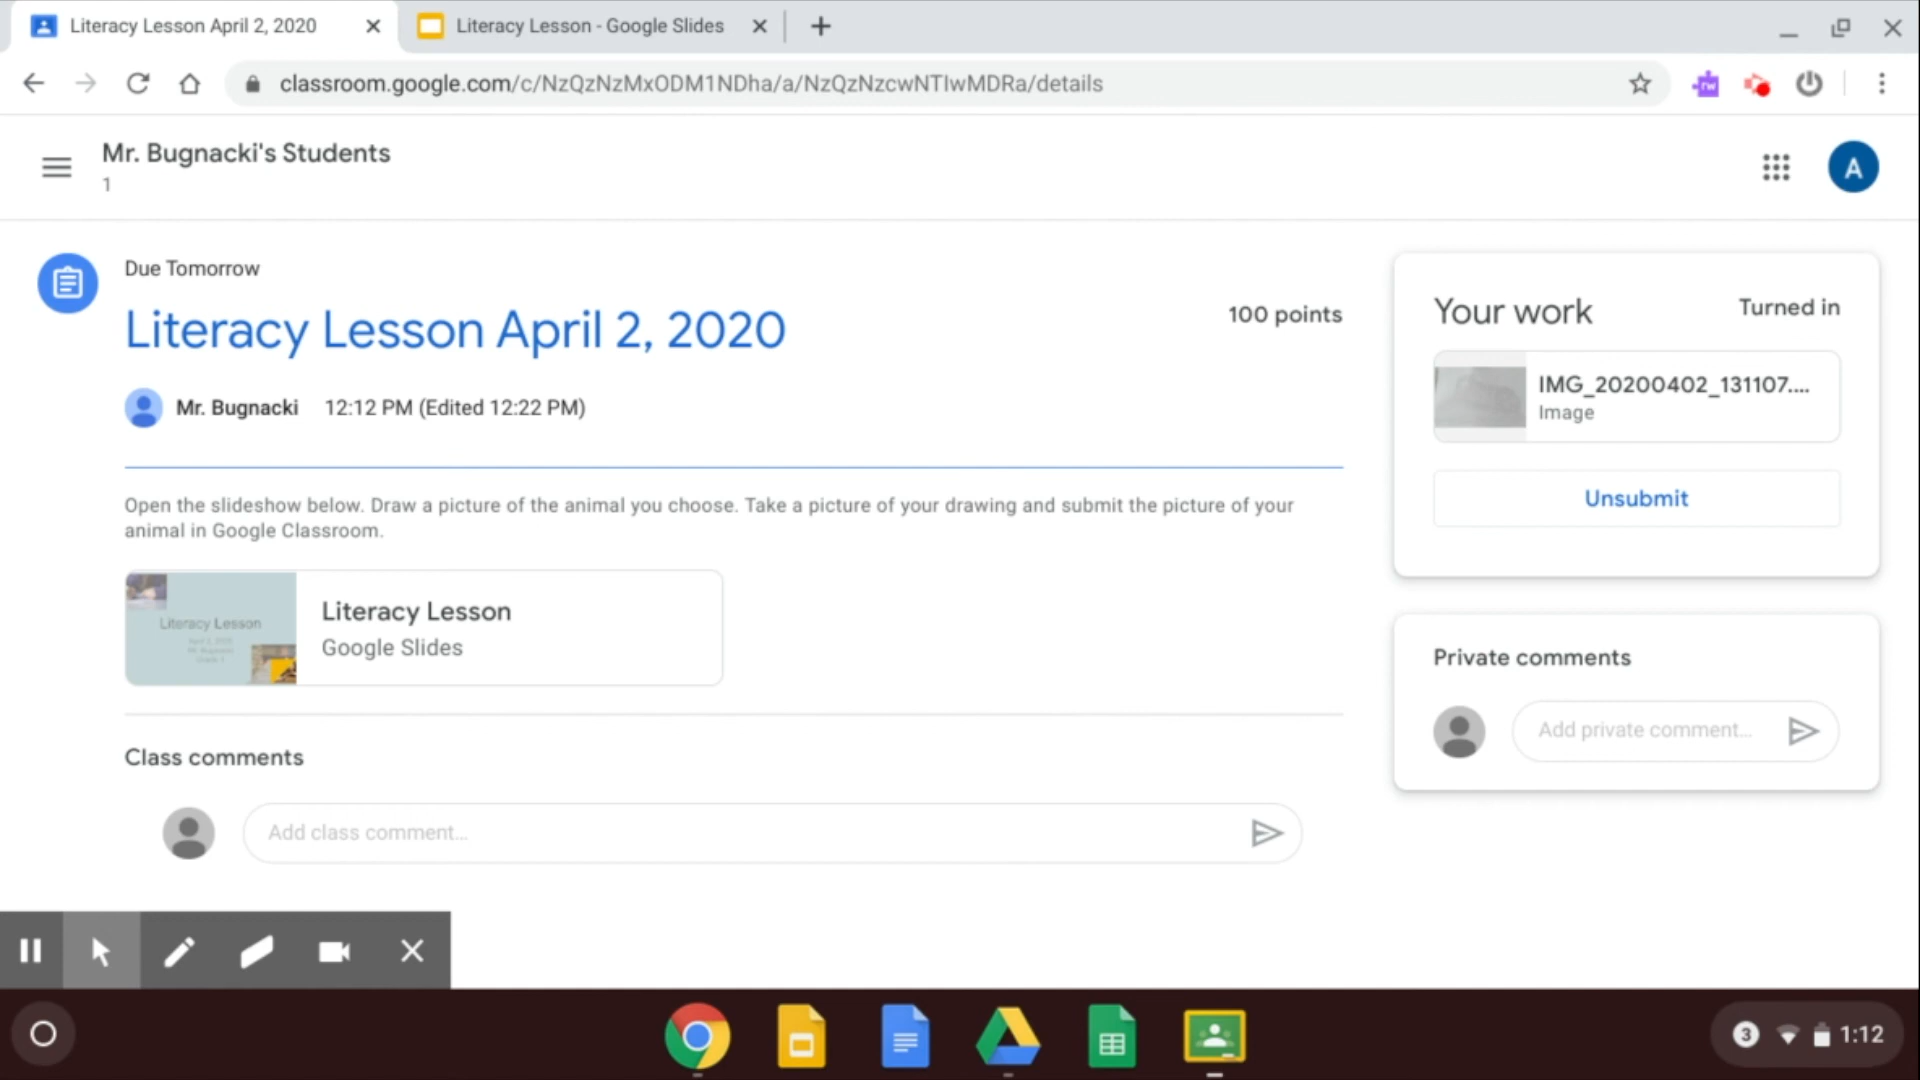 Literacy Lesson April 2, 2020
Literacy Lesson - Google Slides
classroom.google.com/c/NzQzNzMxODM1NDha/a/NzQzNzcwNTIwMDRa/details
rw
Mr. Bugnacki's Students
1
A
Due Tomorrow
Literacy Lesson April 2, 2020
100 points
Mr. Bugnacki 12:12 PM (Edited 12:22 PM)
Open the slideshow below. Draw a picture of the animal you choose. Take a picture of your drawing and submit the picture of your
animal in Google Classroom.
Literacy Lesson
Literacy Lesson
Google Slides
Class comments
Add class comment...
Your work
Turned in
IMG_20200402_131107....
Image
Unsubmit
Private comments
Add private comment...
3
1:12